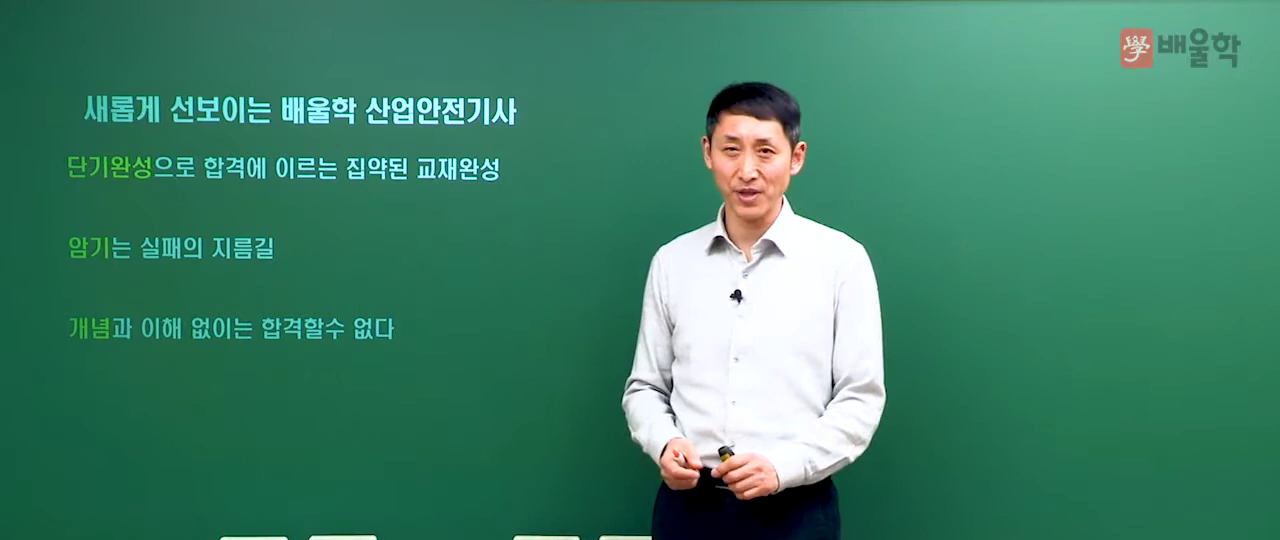 學배울학
새롭게 선보이는 배울학 산업안전기사
단기완성으로 합격에 이르는 집약된 교재완성
암기는 실패의 지름길
개념과 이해 없이는 합격할수 없다